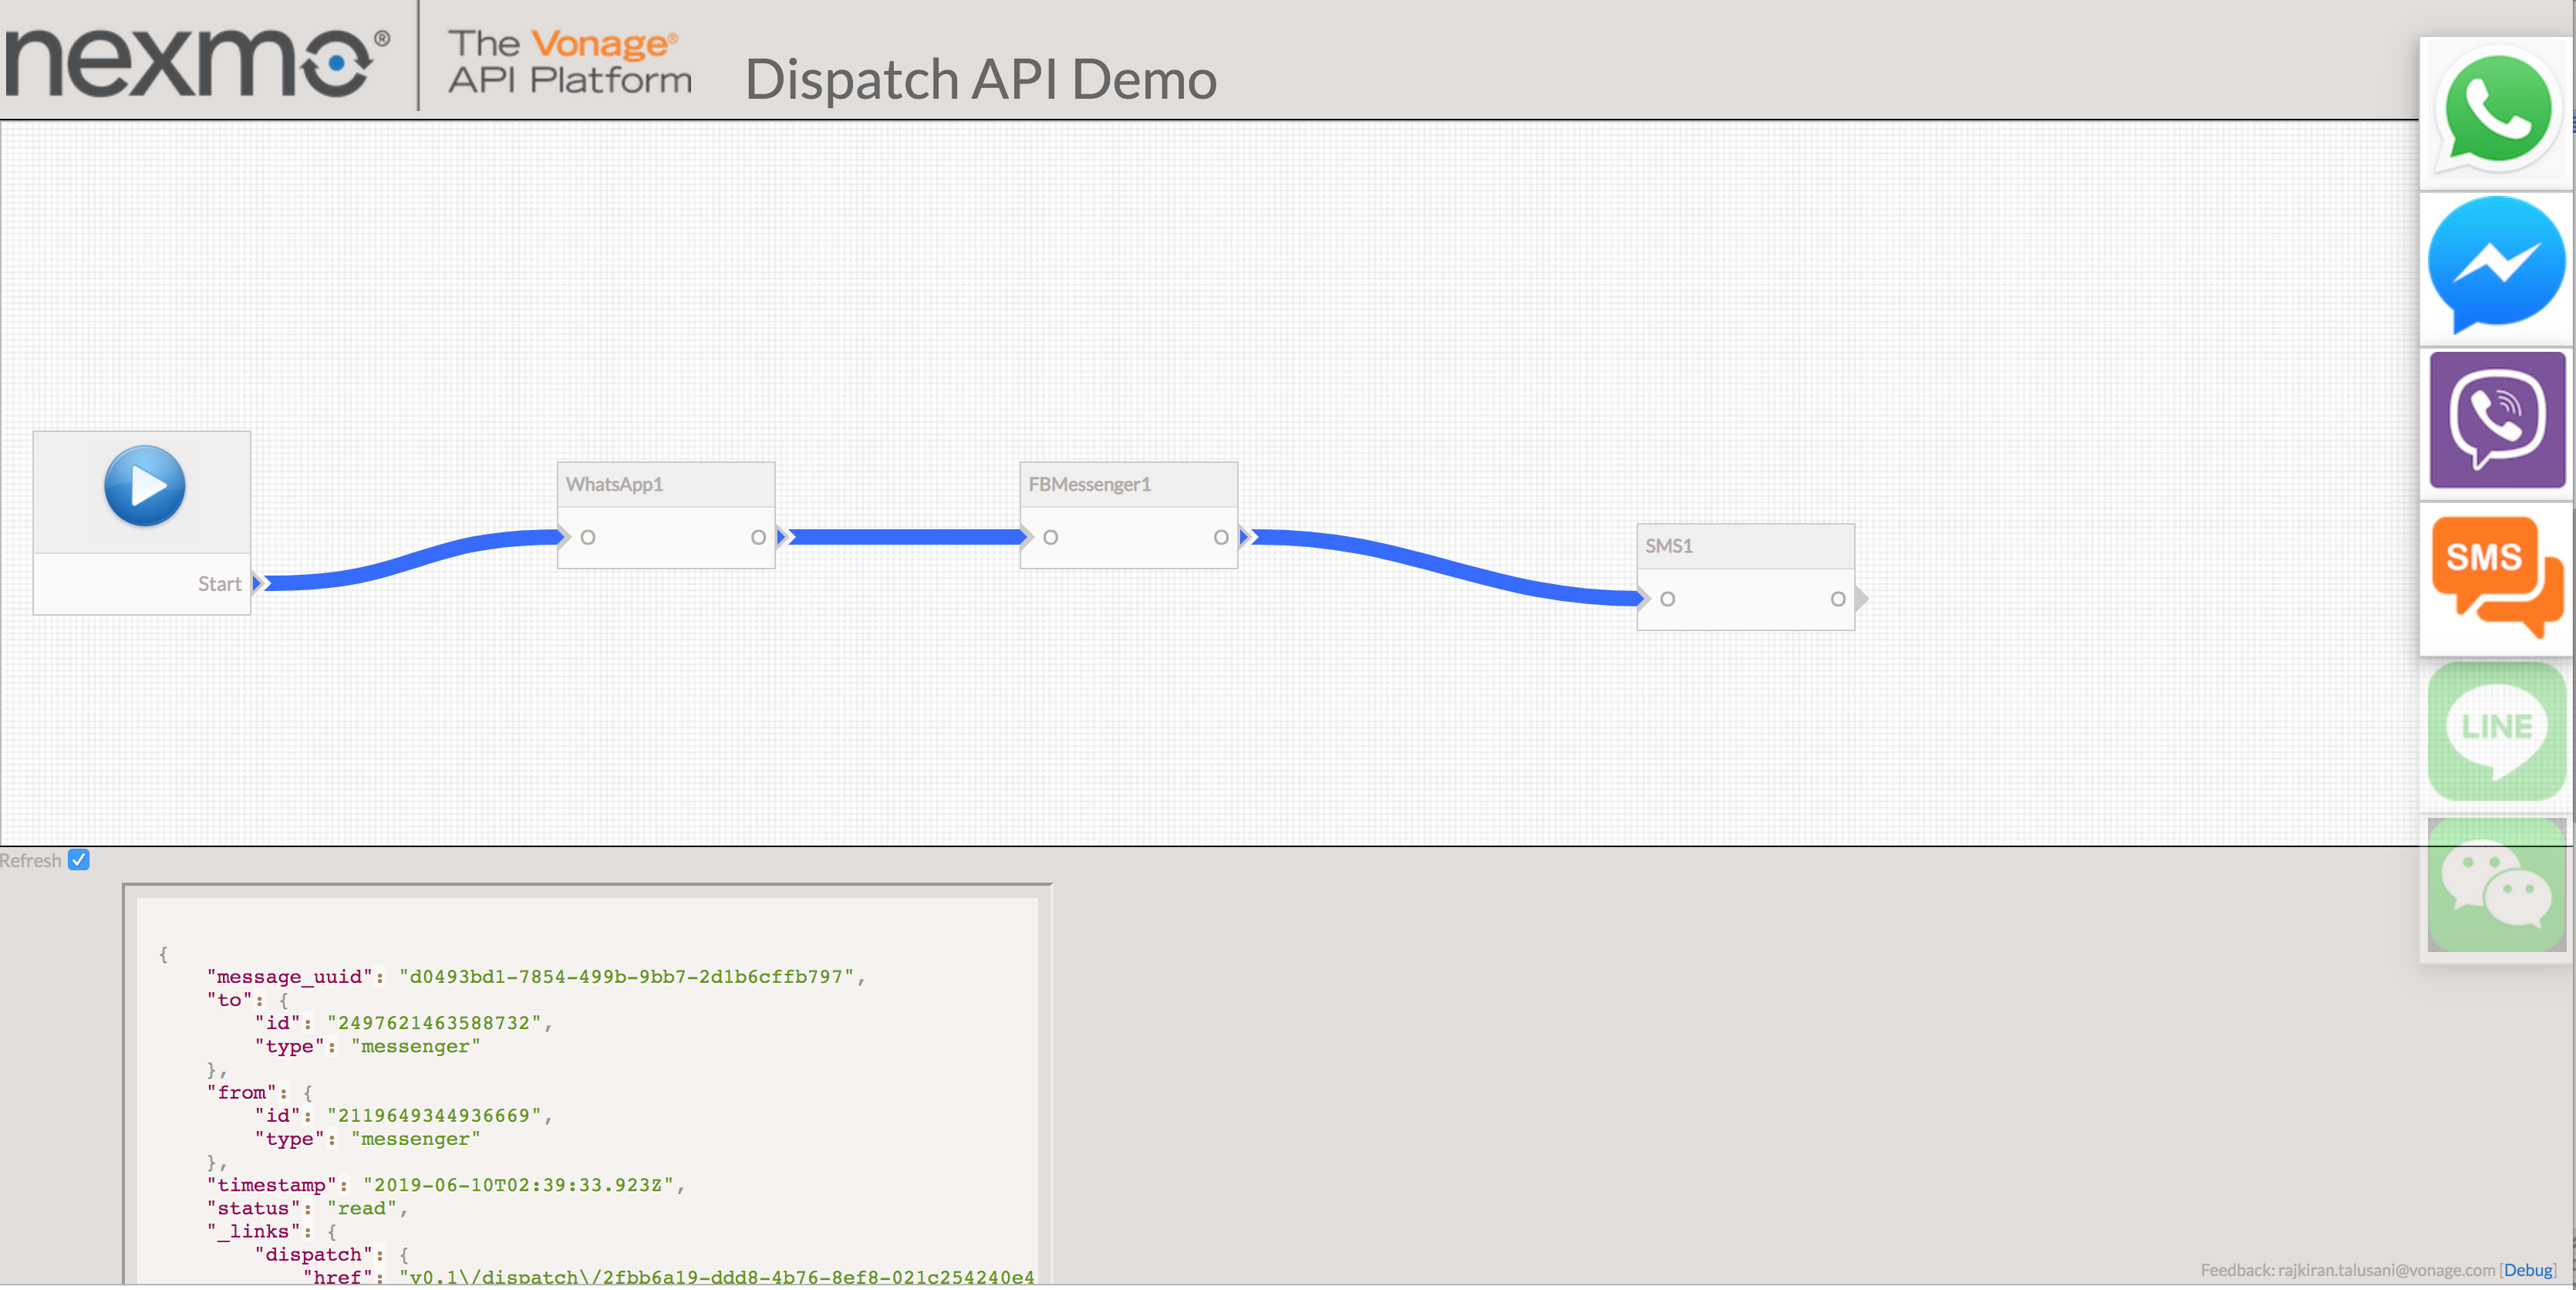 nexmo®
The Vonage®
API Platform
Dispatch API Demo
WhatsApp1
O O
FBMessenger1
O O
Start
SMS1
O O
SMS
LINE
Refresh
{
"message_uuid": "d0493bd1-7854-499b-9bb7-2d1b6cffb797",
"to": {
"id": "2497621463588732",
"type": "messenger"
},
"from": {
"id": "2119649344936669",
"type": "messenger"
},
"timestamp": "2019-06-10T02:39:33.923Z",
"status": "read",
"_links": {
"dispatch": {
"href": "v0.1\/dispatch\/2fbb6a19-ddd8-4b76-8ef8-021c254240e4
Feedback: rajkiran.talusani@vonage.com [Debug]